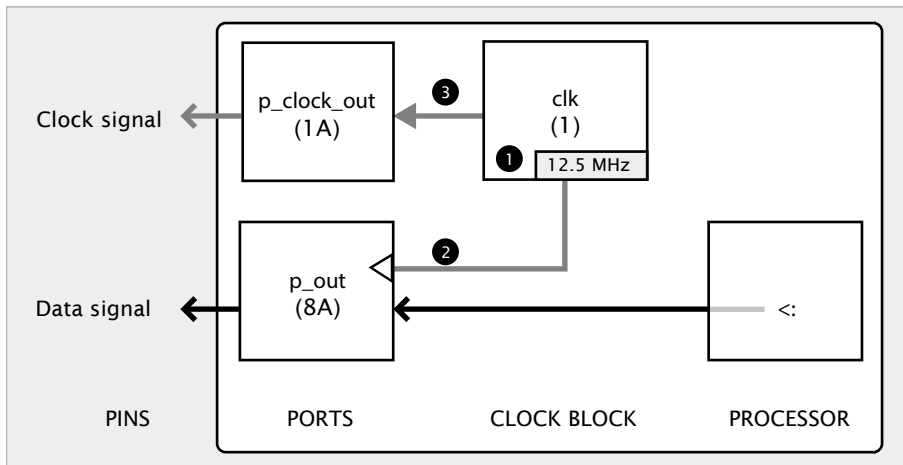 Clock signal
p_clock_out
(1A)
3
clk
(1)
1
12.5 MHz
2
Data signal
p_out
(8A)
<:
PINS
PORTS
CLOCK BLOCK
PROCESSOR